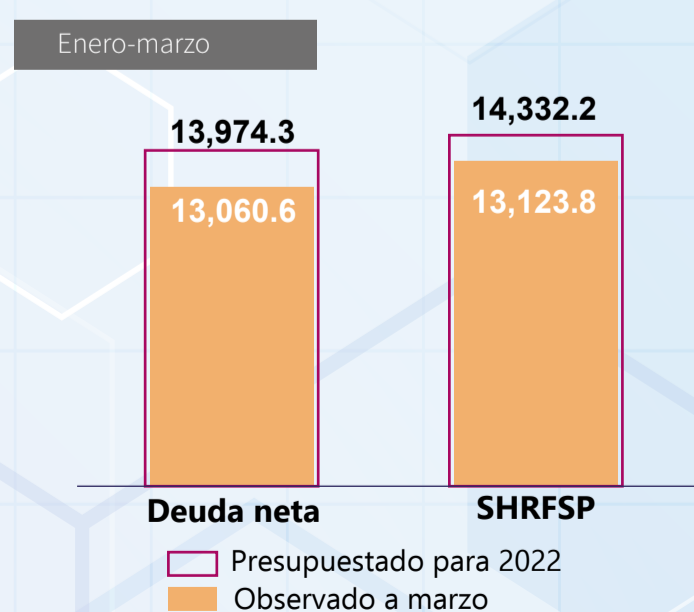 Enero-marzo
14,332.2
13,974.3
13,060.6
13,123.8
Deuda neta
SHRFSP
Presupuestado para 2022
Observado a marzo